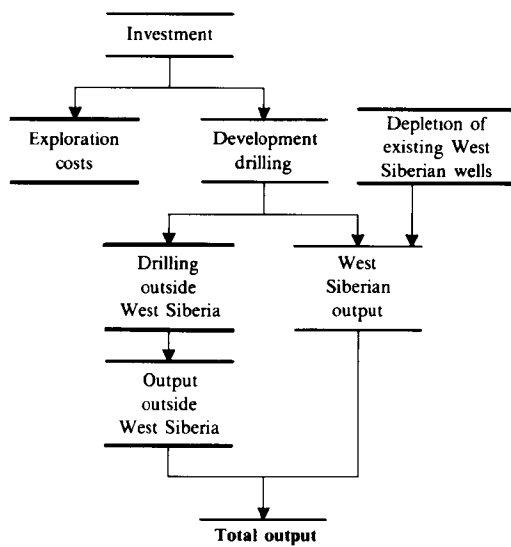 Investment
Exploration
costs
Development
drilling
Depletion of
existing West
Siberian wells
Drilling
outside
West Siberia
West
Siberian
output
Output
outside
West Siberia
Total output